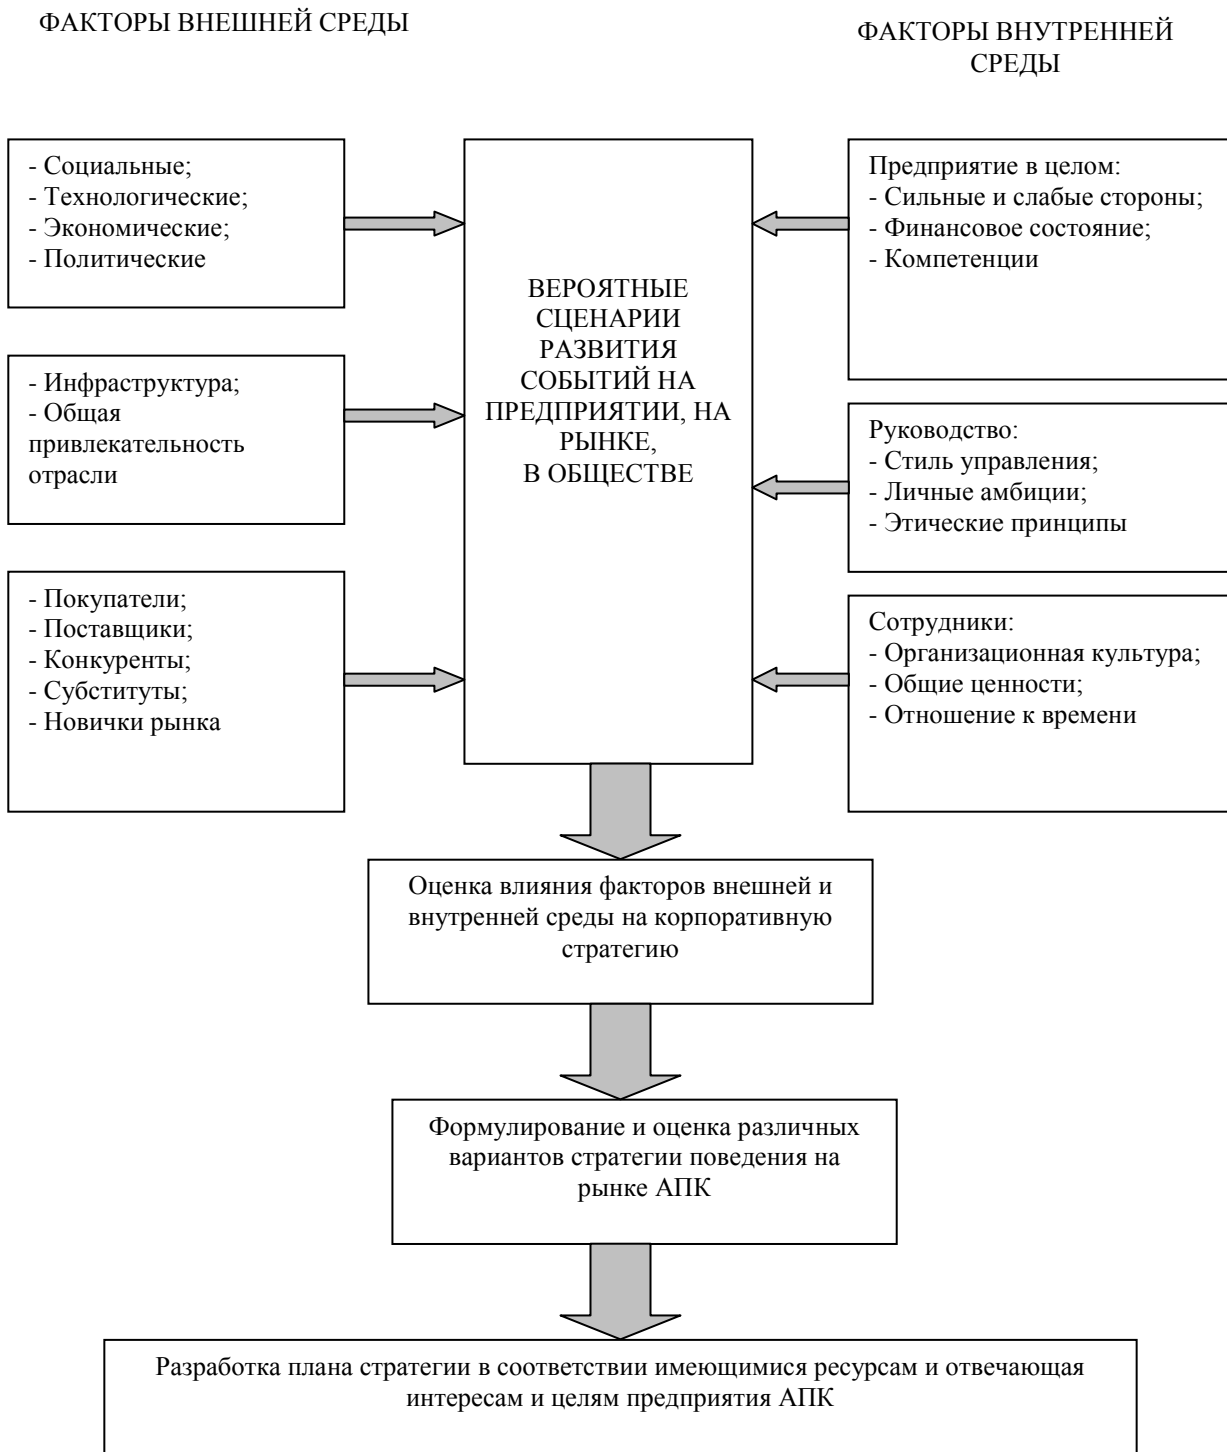 ФАКТОРЫ ВНЕШНЕЙ СРЕДЫ
ФАКТОРЫ ВНУТРЕННЕЙ
СРЕДЫ
- Социальные;
- Технологические;
- Экономические;
- Политические
- Инфраструктура;
- Общая
привлекательность
отрасли
- Покупатели;
- Поставщики;
- Конкуренты;
- Субституты;
- Новички рынка
ВЕРОЯТНЫЕ
СЦЕНАРИИ
РАЗВИТИЯ
СОБЫТИЙ НА
ПРЕДПРИЯТИИ, НА
РЫНКЕ,
В ОБЩЕСТВЕ
Предприятие в целом:
- Сильные и слабые стороны;
- Финансовое состояние;
- Компетенции
Руководство:
- Стиль управления;
- Личные амбиции;
- Этические принципы
Сотрудники:
- Организационная культура;
- Общие ценности;
- Отношение к времени
Оценка влияния факторов внешней и
внутренней среды на корпоративную
стратегию
Формулирование и оценка различных
вариантов стратегии поведения на
рынке АПК
Разработка плана стратегии в соответствии имеющимися ресурсам и отвечающая
интересам и целям предприятия АПК